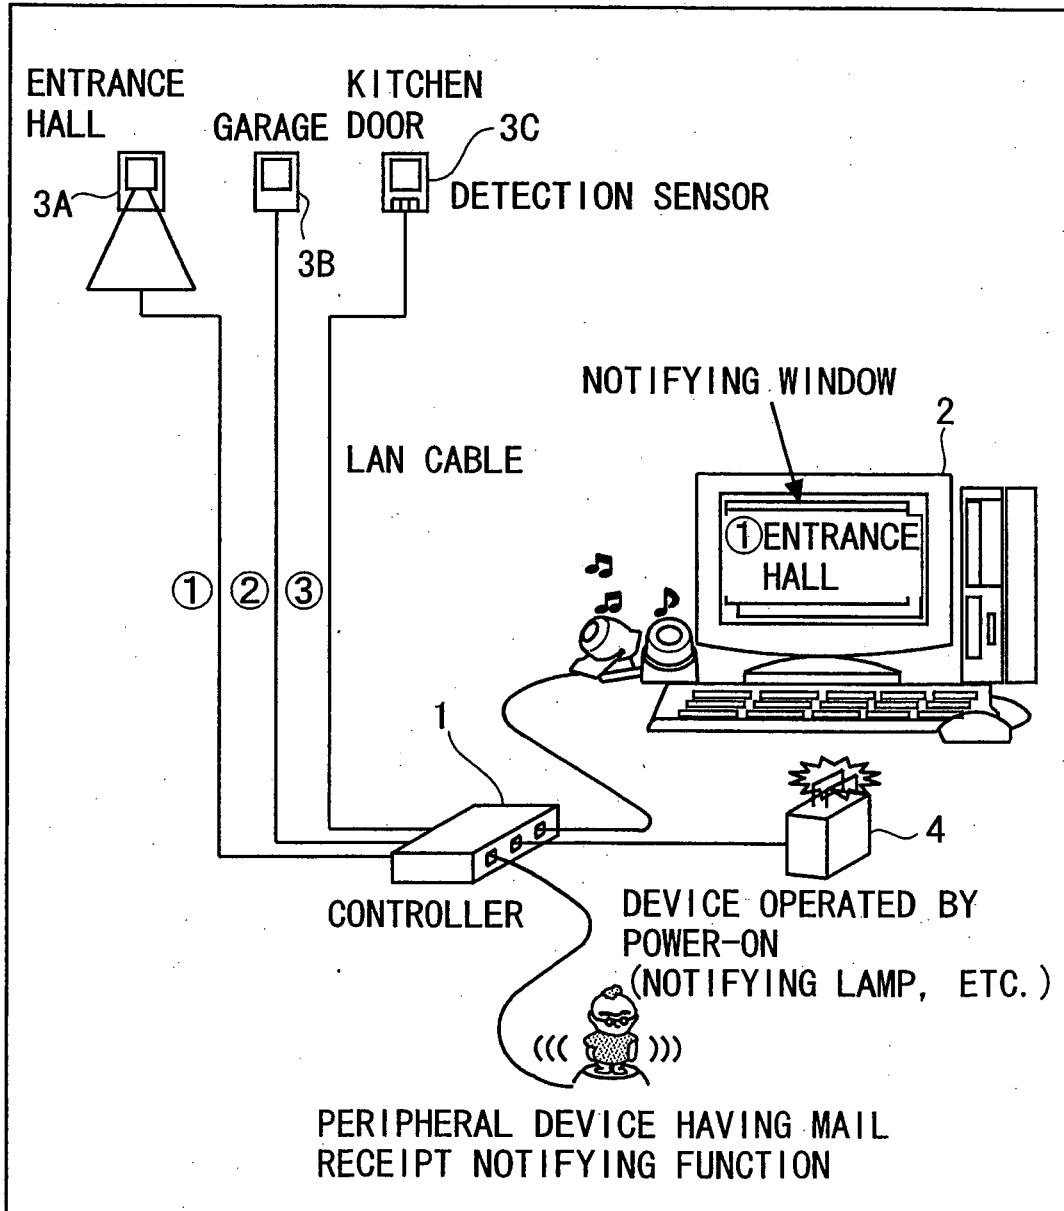 ENTRANCE
HALL
GARAGE
KITCHEN
DOOR
3C
3A
3B
DETECTION SENSOR
NOTIFYING WINDOW
2
LAN CABLE
①ENTRANCE
HALL
① ② ③
1
4
CONTROLLER
DEVICE OPERATED BY
POWER-ON
(NOTIFYING LAMP, ETC.)
PERIPHERAL DEVICE HAVING MAIL
RECEIPT NOTIFYING FUNCTION